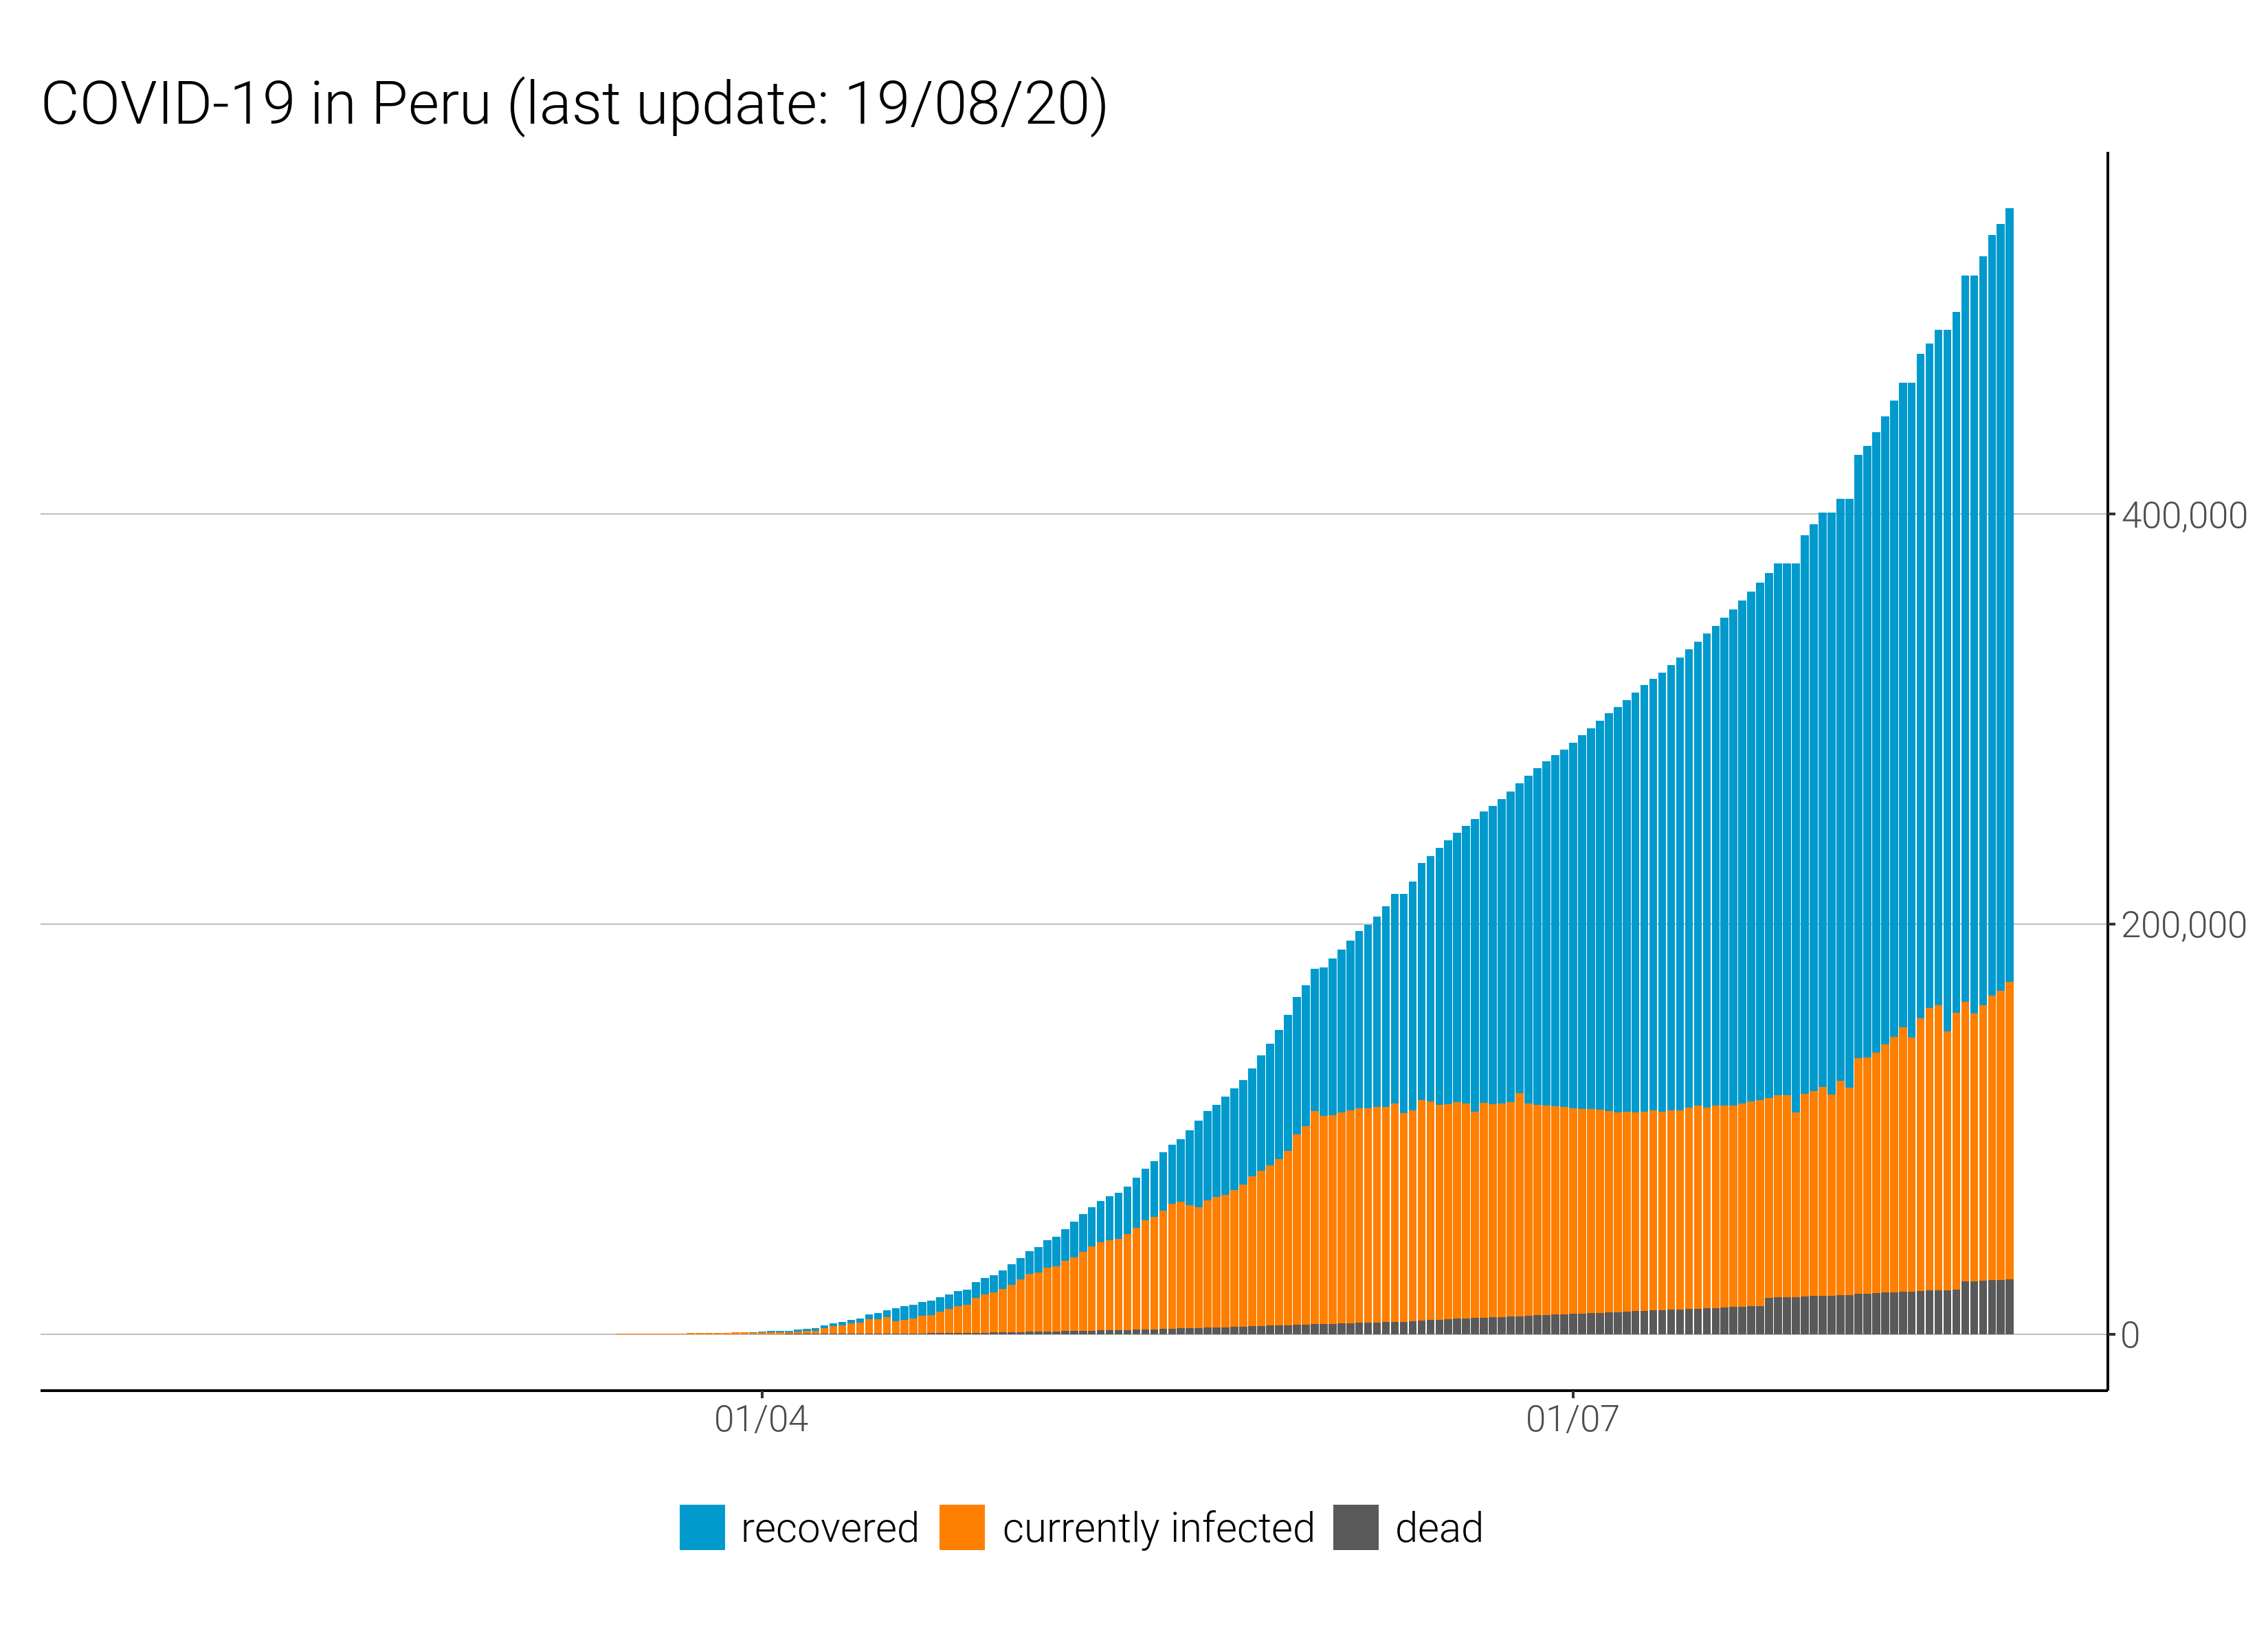 COVID-19 in Peru (last update: 19/08/20)
400,000
200,000
0
01/04 01/07
recovered currently infected dead